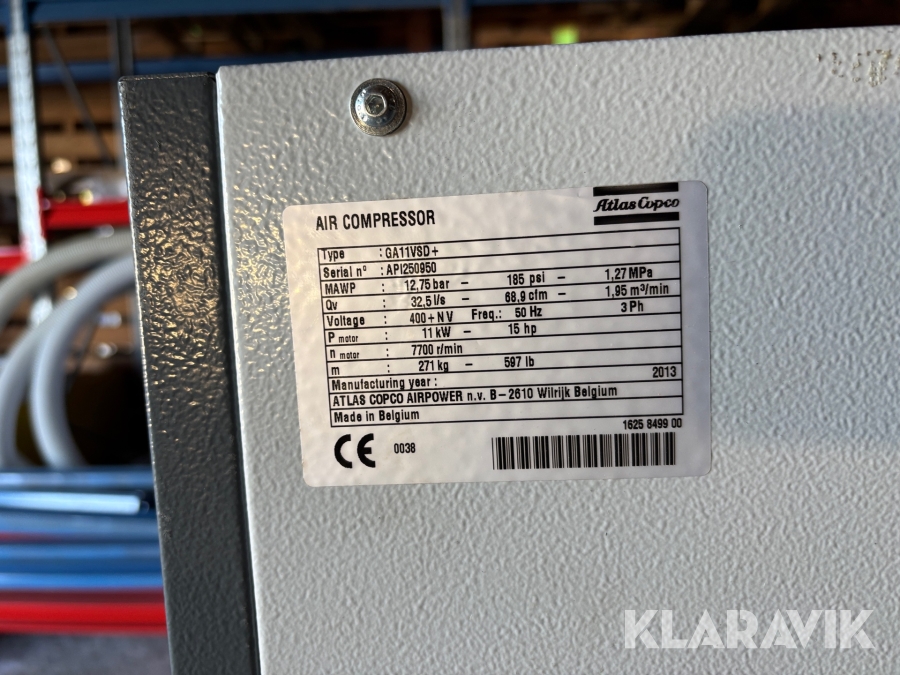 Atlas Copco
AIR COMPRESSOR
Type : GA11VSD+
Serial n° : API250950
MAWP : 12,75 bar – 185 psi – 1,27 MPa
Qv : 32,5 l/s – 68,9 cfm – 1,95 m³/min
Voltage : 400+N V Freq.: 50 Hz 3 Ph
P motor : 11 kW – 15 hp
n motor : 7700 r/min
m : 271 kg – 597 lb
Manufacturing year : 2013
ATLAS COPCO AIRPOWER n.v. B–2610 Wilrijk Belgium
Made in Belgium
1625 8499 00
CE 0038
KLARAVIK